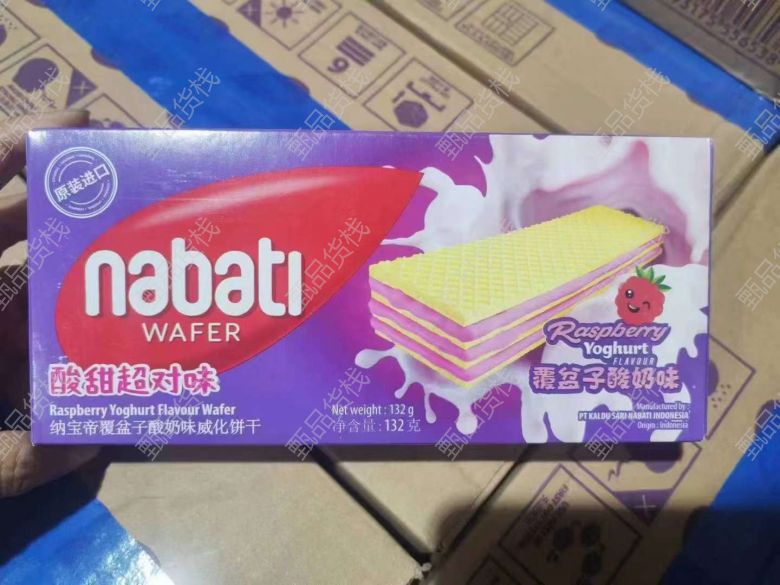 原装进口
nabati
WAFER
酸甜超对味
Raspberry Yoghurt Flavour Wafer
纳宝帝覆盆子酸奶味威化饼干
Net weight : 132 g
净含量 : 132 克
Raspberry
Yoghurt
FLAVOUR
覆盆子酸奶味
Manufactured by :
PT KALDU SARI NABATI INDONESIA
Origin : Indonesia
甄品货栈